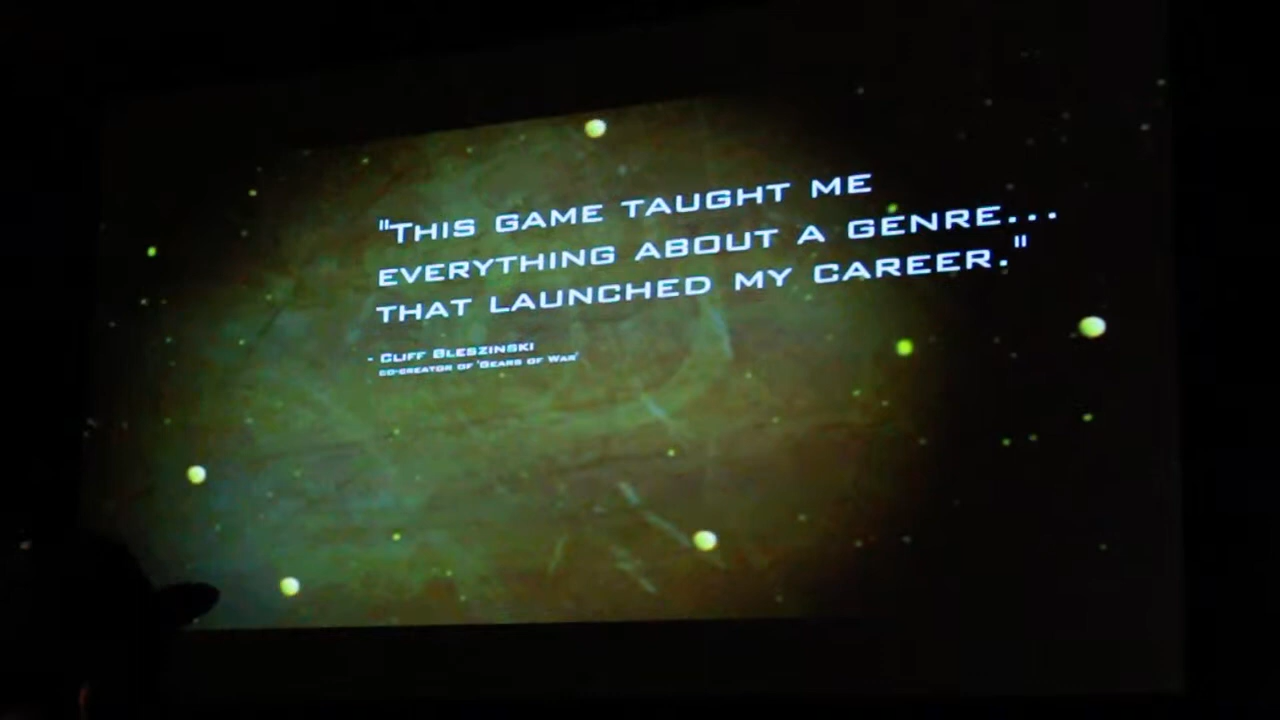 "This game taught me
everything about a genre...
that launched my career."
- Cliff Bleszinski
co-creator of 'Gears of War'